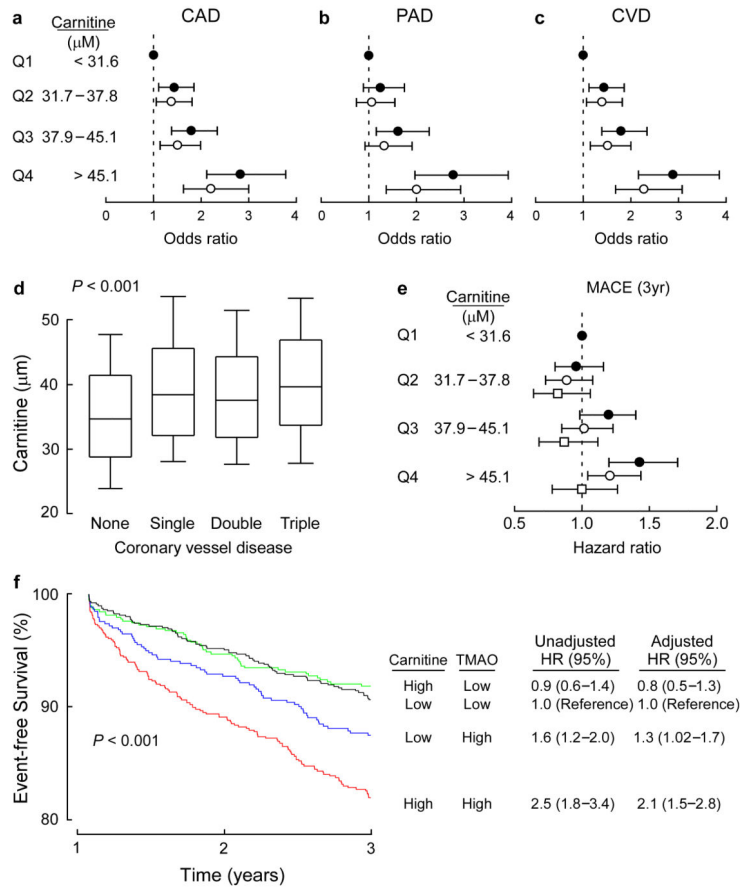 a Carnitine (μM) CAD b PAD c CVD
Q1 < 31.6
Q2 31.7–37.8
Q3 37.9–45.1
Q4 > 45.1
0 1 2 3 4 0 1 2 3 4 0 1 2 3 4
Odds ratio Odds ratio Odds ratio
d
P < 0.001
50
40
30
20
Carnitine (μm)
None Single Double Triple
Coronary vessel disease
e Carnitine (μM) MACE (3yr)
Q1 < 31.6
Q2 31.7–37.8
Q3 37.9–45.1
Q4 > 45.1
0.5 1.0 1.5 2.0
Hazard ratio
f
100
90
80
Event-free Survival (%)
P < 0.001
1 2 3
Time (years)
Carnitine TMAO Unadjusted HR (95%) Adjusted HR (95%)
High Low 0.9 (0.6–1.4) 0.8 (0.5–1.3)
Low Low 1.0 (Reference) 1.0 (Reference)
Low High 1.6 (1.2–2.0) 1.3 (1.02–1.7)
High High 2.5 (1.8–3.4) 2.1 (1.5–2.8)